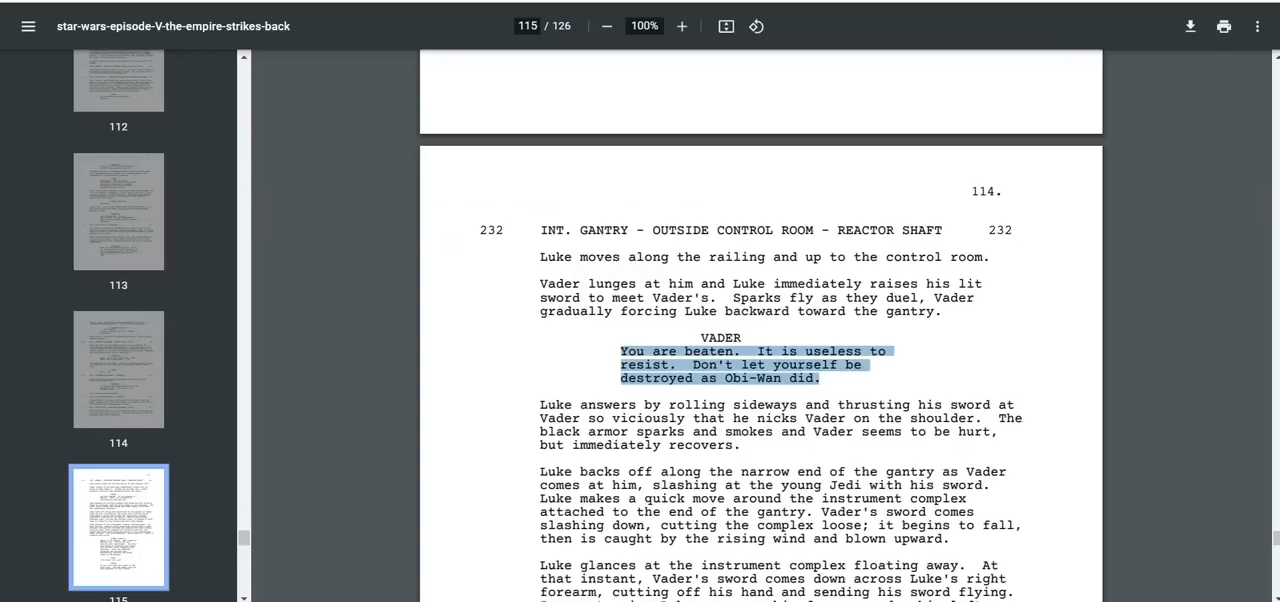 star-wars-episode-V-the-empire-strikes-back
115 / 126
100%
112
113
114
115
114.
232 INT. GANTRY - OUTSIDE CONTROL ROOM - REACTOR SHAFT 232
Luke moves along the railing and up to the control room.
Vader lunges at him and Luke immediately raises his lit
sword to meet Vader's. Sparks fly as they duel, Vader
gradually forcing Luke backward toward the gantry.
VADER
You are beaten. It is useless to
resist. Don't let yourself be
destroyed as Obi-Wan did.
Luke answers by rolling sideways and thrusting his sword at
Vader so viciously that he nicks Vader on the shoulder. The
black armor sparks and smokes and Vader seems to be hurt,
but immediately recovers.
Luke backs off along the narrow end of the gantry as Vader
comes at him, slashing at the young Jedi with his sword.
Luke makes a quick move around the instrument complex
attached to the end of the gantry. Vader's sword comes
slashing down, cutting the complex loose; it begins to fall,
then is caught by the rising wind and blown upward.
Luke glances at the instrument complex floating away. At
that instant, Vader's sword comes down across Luke's right
forearm, cutting off his hand and sending his sword flying.